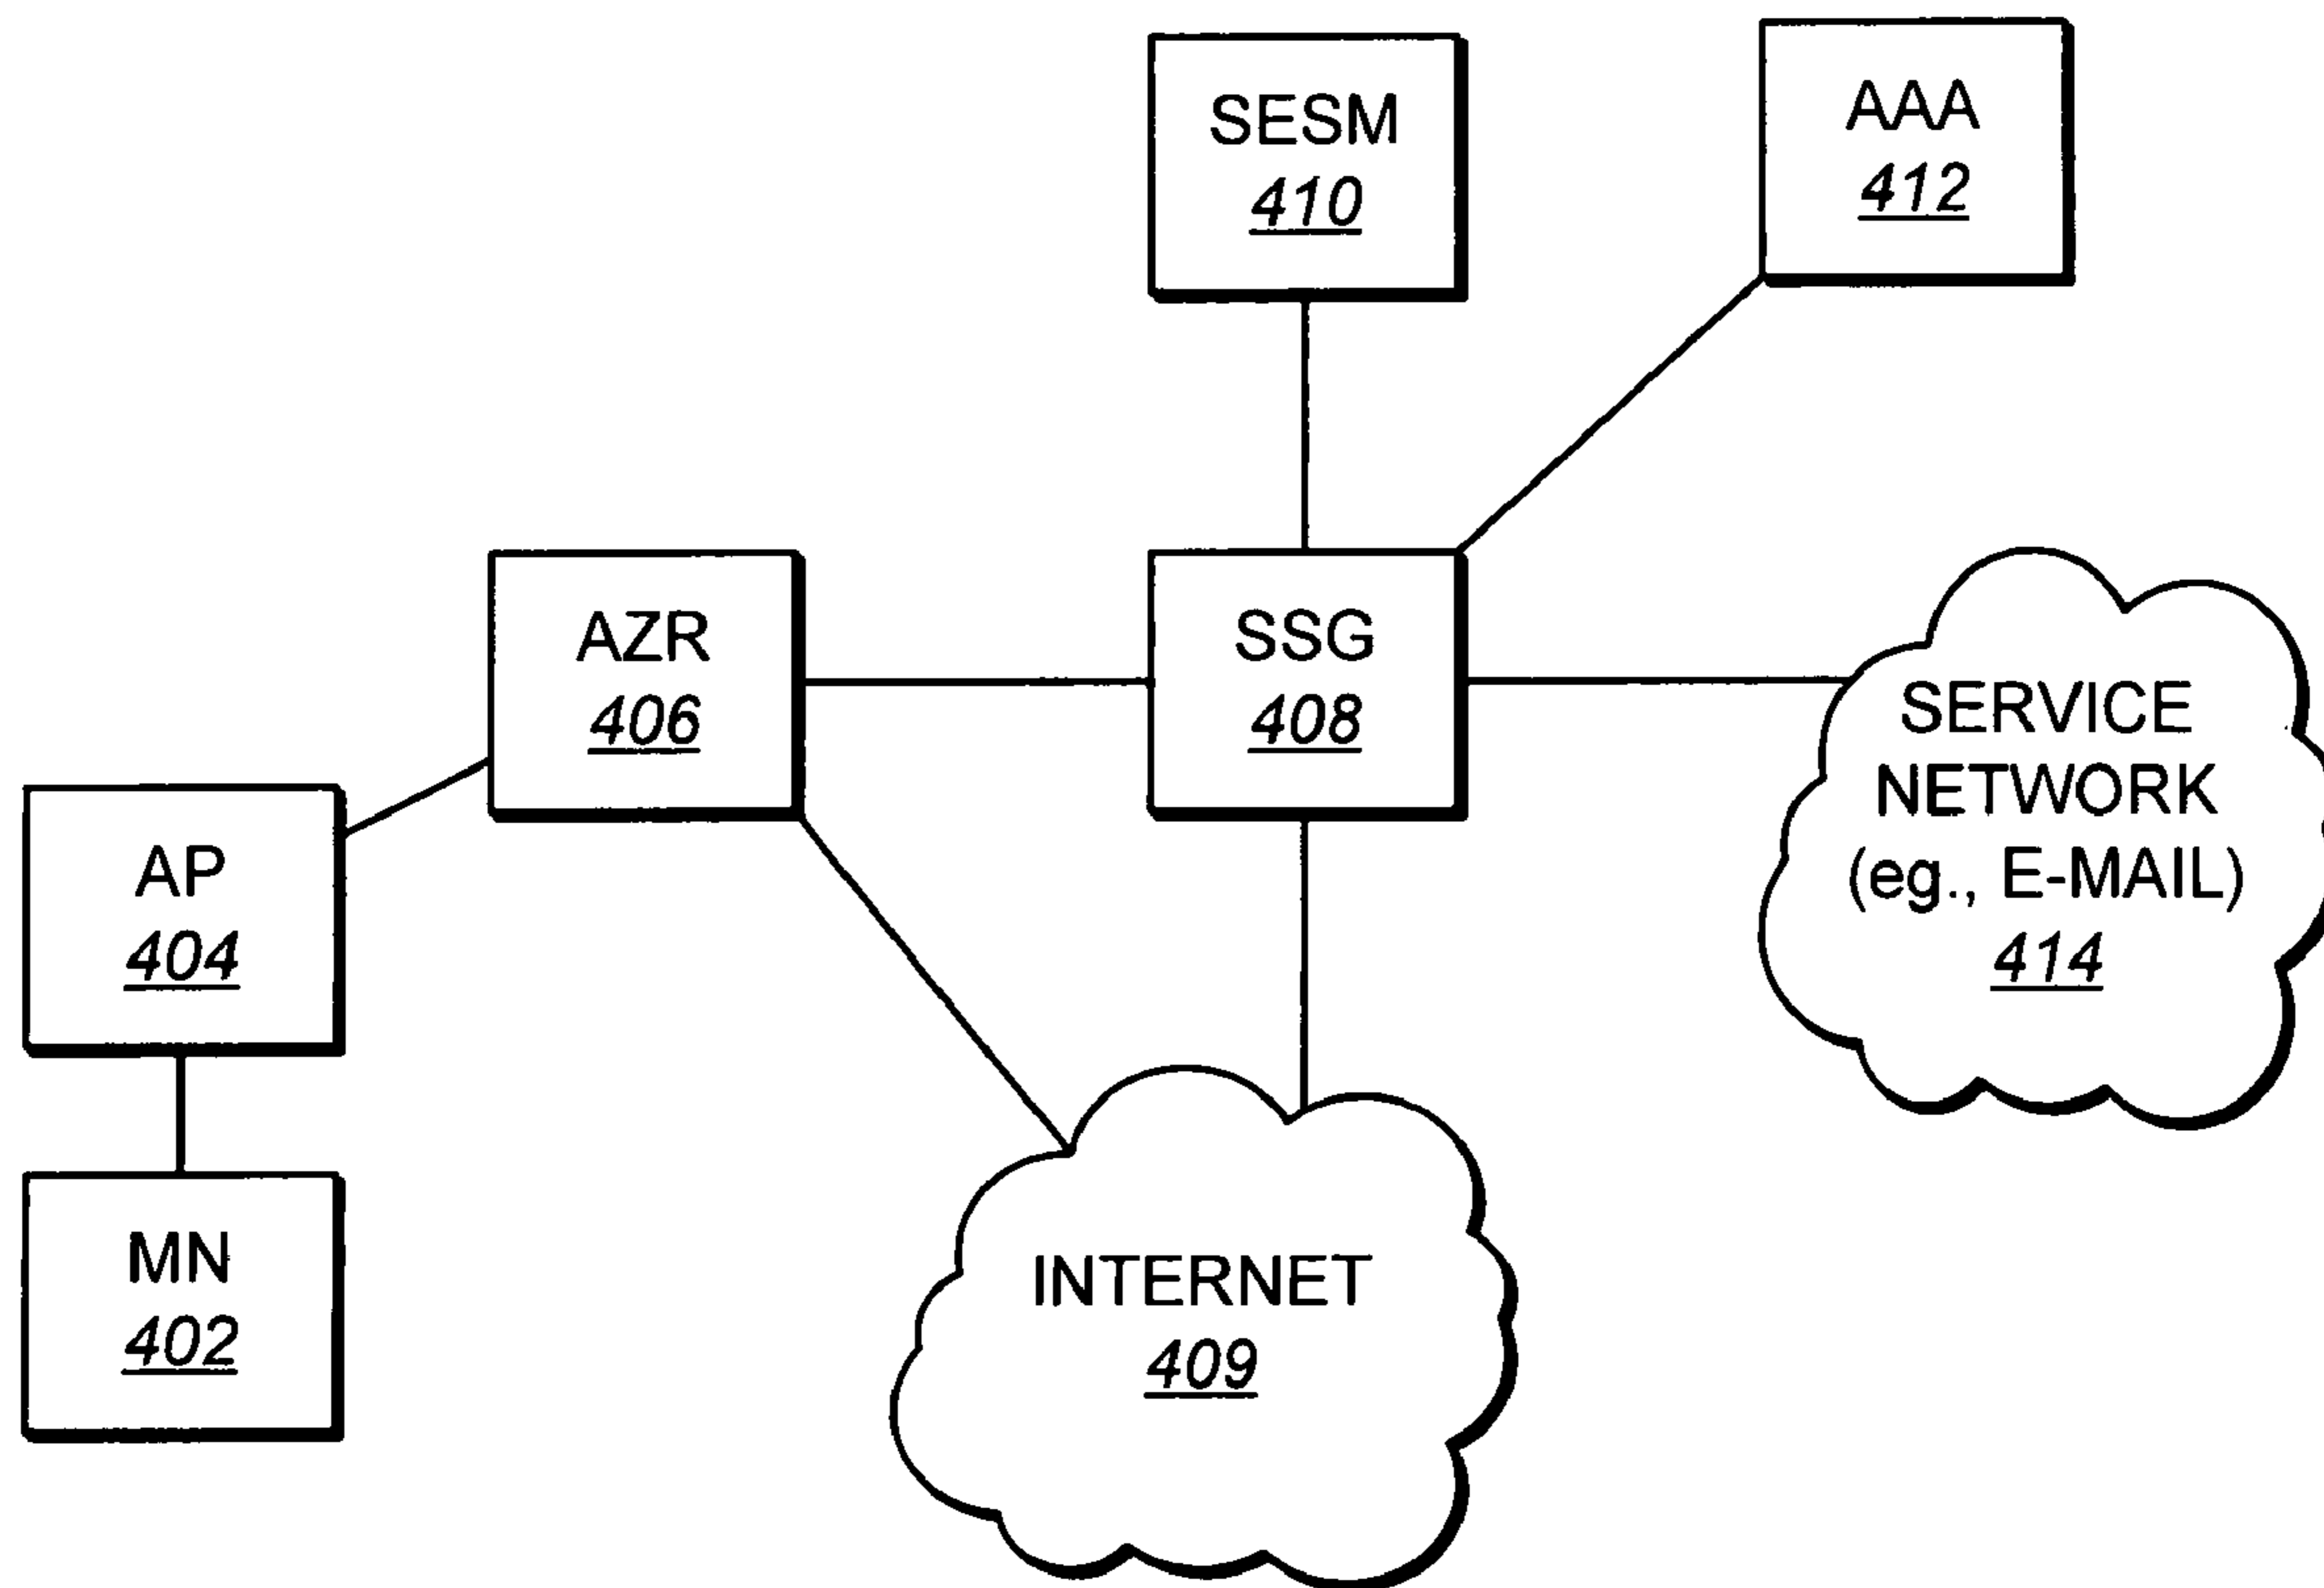 SESM
410
AAA
412
AZR
406
SSG
408
SERVICE
NETWORK
(eg., E-MAIL)
414
AP
404
MN
402
INTERNET
409